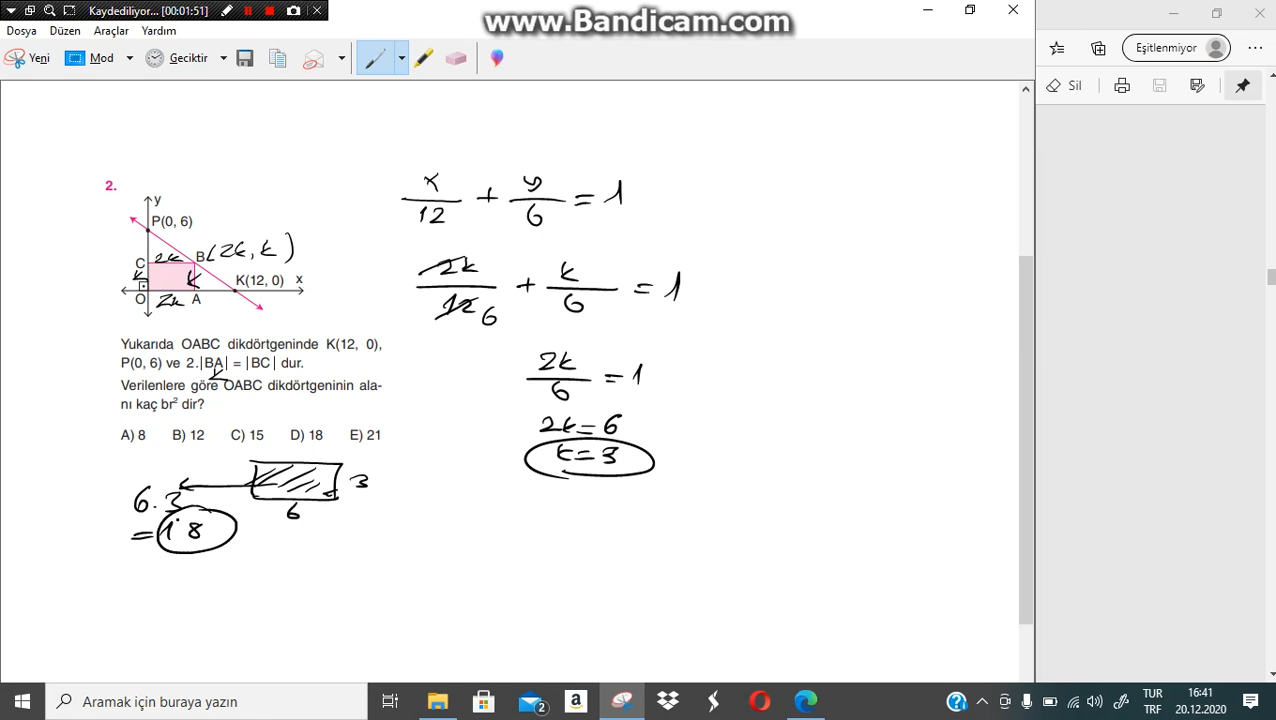 Kaydediliyor... [00:01:51]
www.Bandicam.com
Dosya Düzen Araçlar Yardım
Yeni Mod Geciktir
Eşitlenmiyor
Sil
2.
y
P(0, 6)
C 2k B(2k, k)
k k K(12, 0) x
O 2k A
Yukarıda OABC dikdörtgeninde K(12, 0),
P(0, 6) ve 2.|BA| = |BC| dur.
k
Verilenlere göre OABC dikdörtgeninin ala-
nı kaç br² dir?
A) 8 B) 12 C) 15 D) 18 E) 21
6.3
= 18
3
6
x/12 + y/6 = 1
2k/12 6 + k/6 = 1
2k/6 = 1
2k = 6
k = 3
Aramak için buraya yazın
2
a
TUR
TRF
16:41
20.12.2020